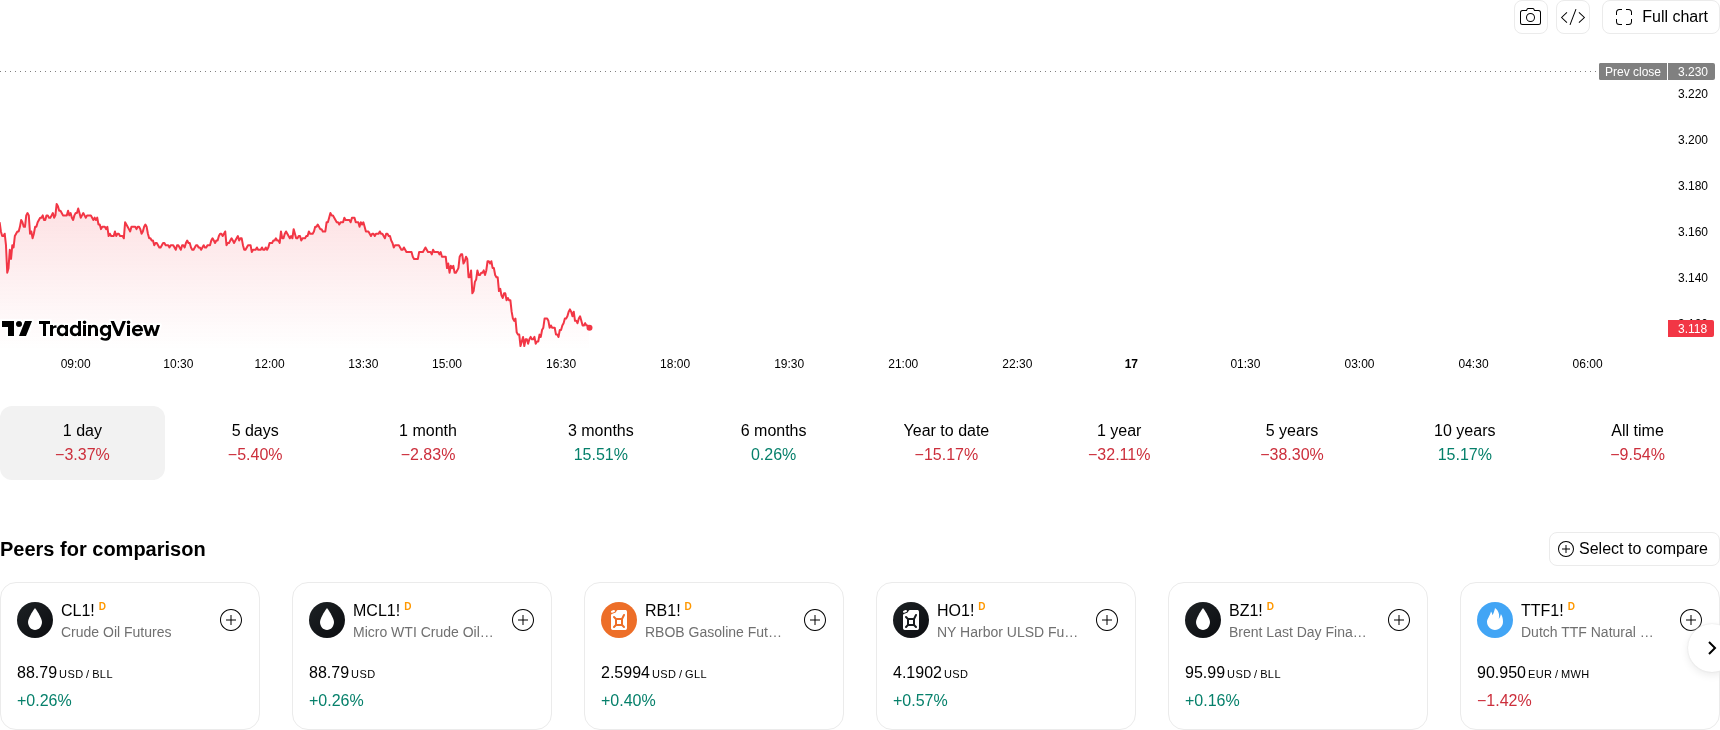 Full chart
Prev close 3.230
3.220
3.200
3.180
3.160
3.140
3.118
TradingView
09:00 10:30 12:00 13:30 15:00 16:30 18:00 19:30 21:00 22:30 17 01:30 03:00 04:30 06:00
1 day 5 days 1 month 3 months 6 months Year to date 1 year 5 years 10 years All time
−3.37% −5.40% −2.83% 15.51% 0.26% −15.17% −32.11% −38.30% 15.17% −9.54%
Peers for comparison
Select to compare
CL1! D MCL1! D RB1! D HO1! D BZ1! D TTF1! D
Crude Oil Futures Micro WTI Crude Oil… RBOB Gasoline Fut… NY Harbor ULSD Fu… Brent Last Day Fina… Dutch TTF Natural …
88.79 USD / BLL 88.79 USD 2.5994 USD / GLL 4.1902 USD 95.99 USD / BLL 90.950 EUR / MWH
+0.26% +0.26% +0.40% +0.57% +0.16% −1.42%